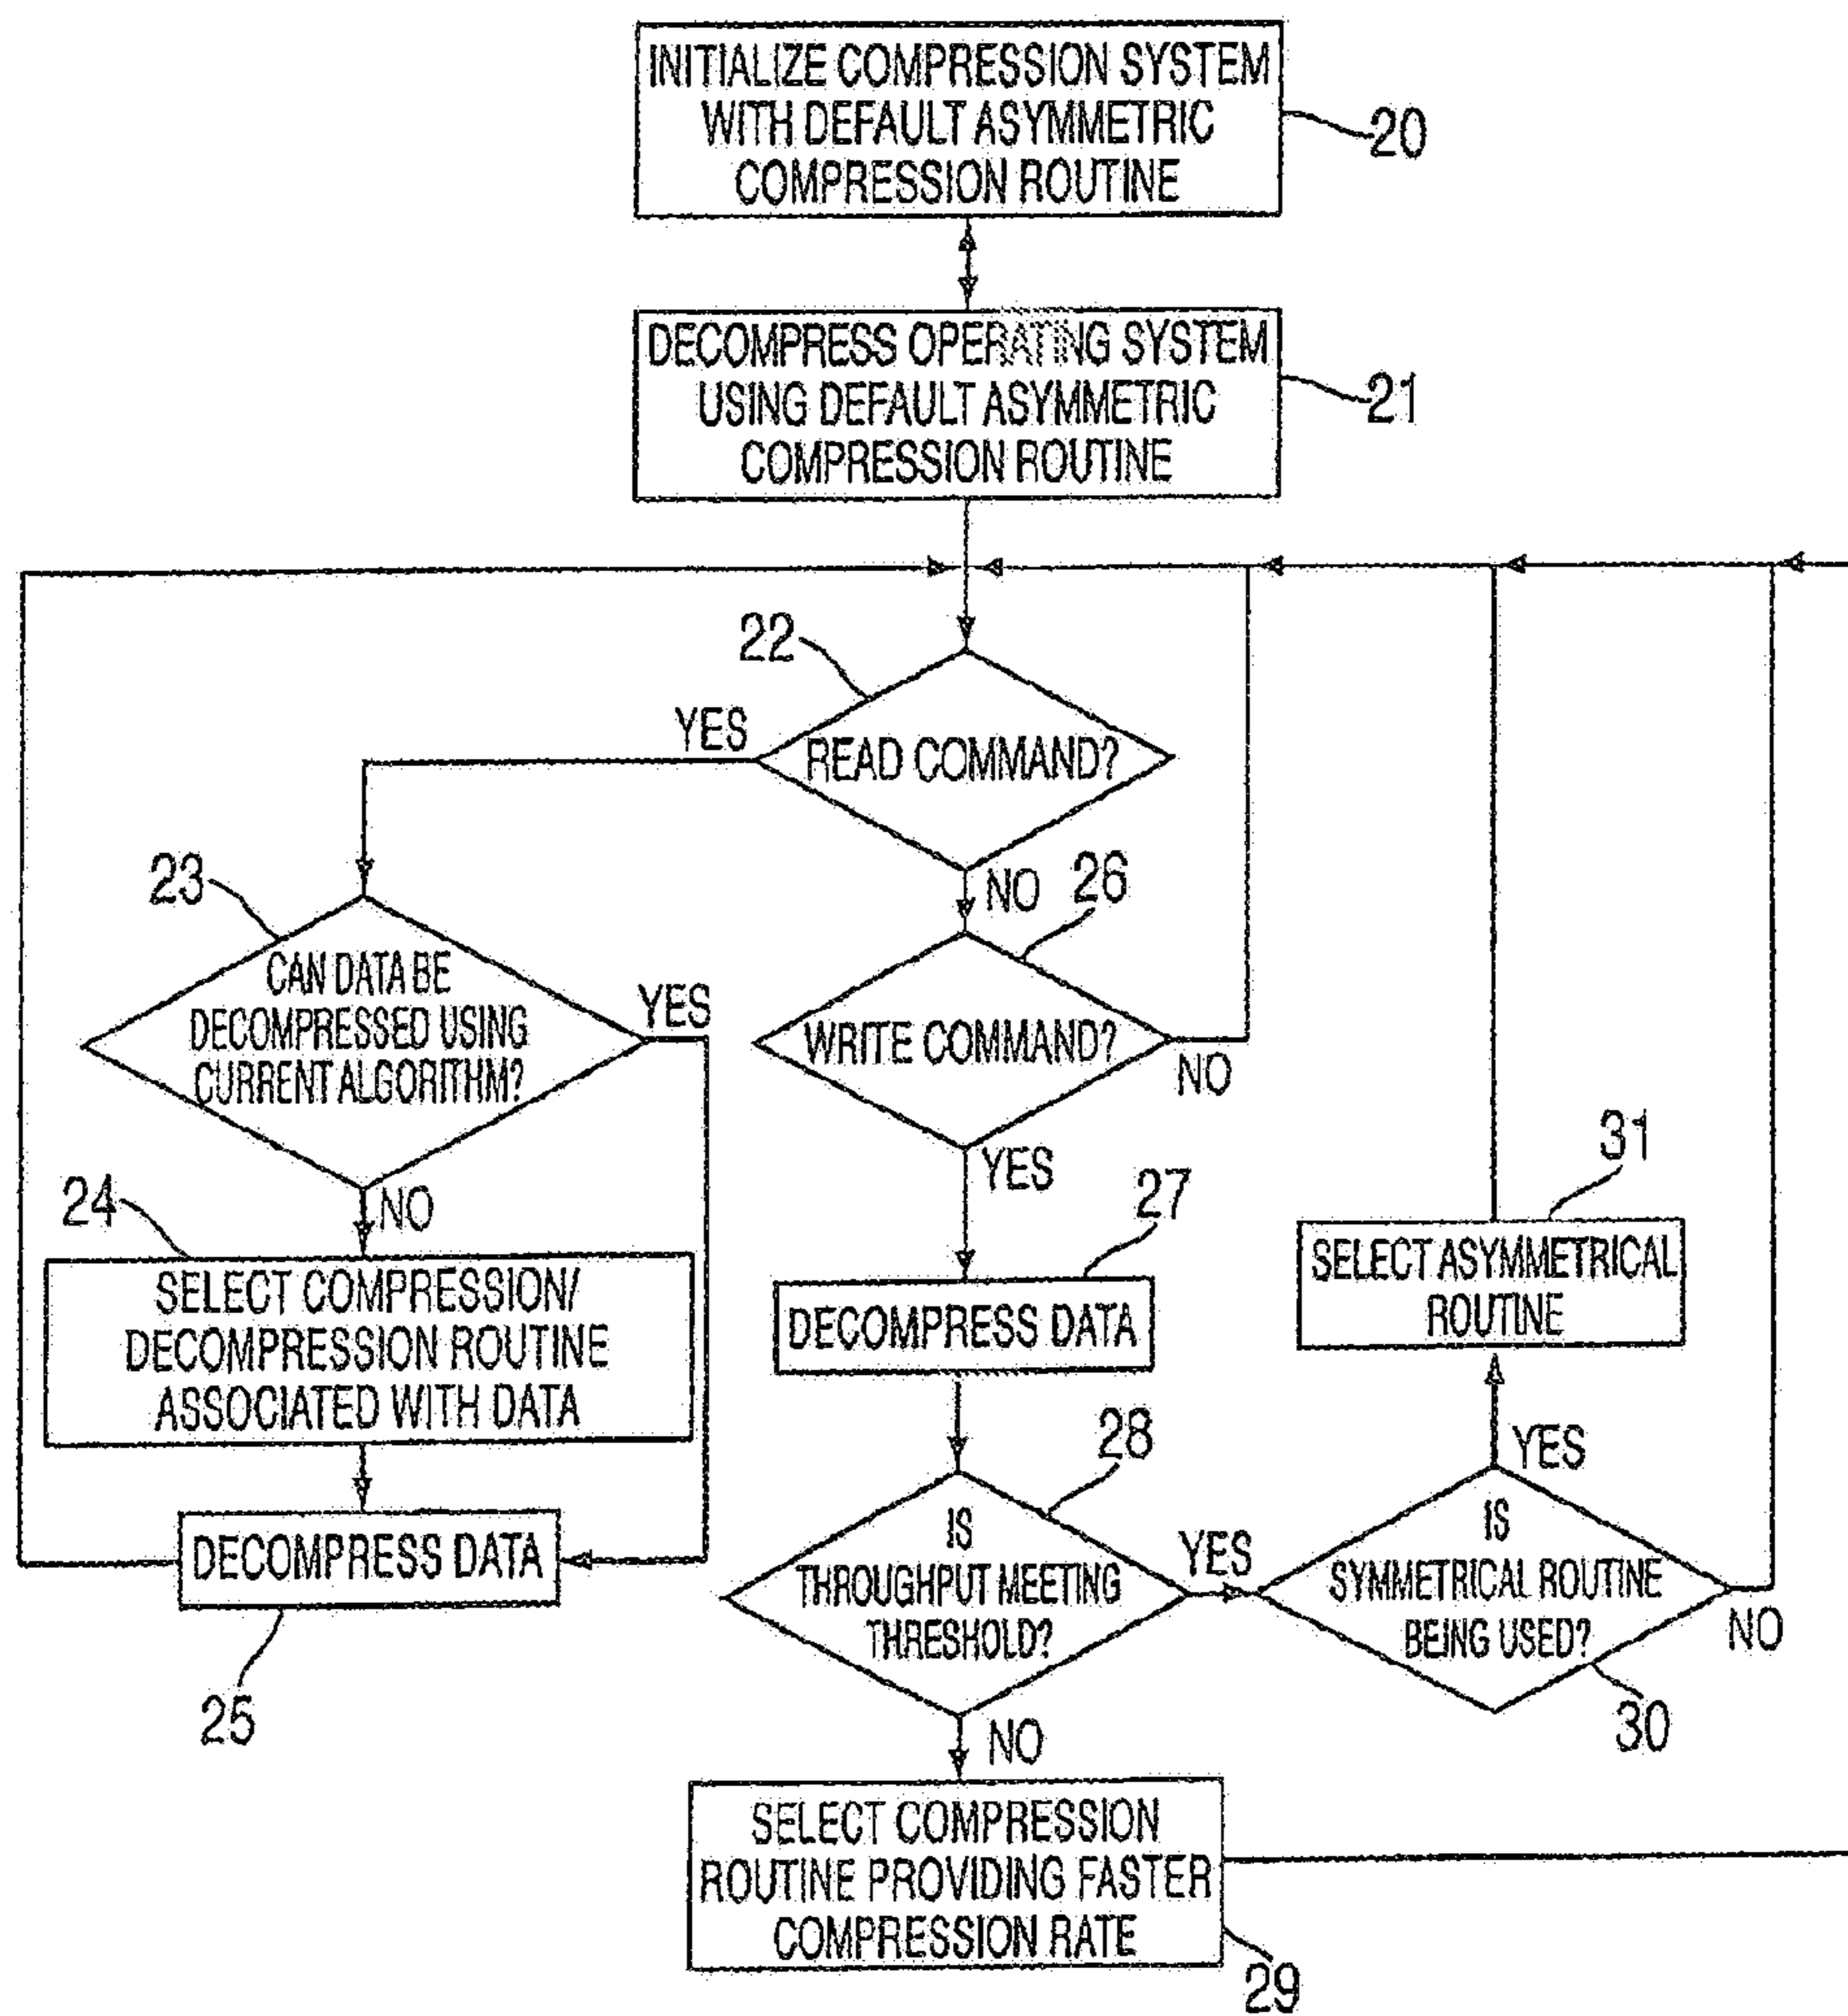 INITIALIZE COMPRESSION SYSTEM
WITH DEFAULT ASYMMETRIC
COMPRESSION ROUTINE
20
DECOMPRESS OPERATING SYSTEM
USING DEFAULT ASYMMETRIC
COMPRESSION ROUTINE
21
22
YES
READ COMMAND?
NO
23
CAN DATA BE
DECOMPRESSED USING
CURRENT ALGORITHM?
YES
NO
26
WRITE COMMAND?
NO
YES
24
SELECT COMPRESSION/
DECOMPRESSION ROUTINE
ASSOCIATED WITH DATA
DECOMPRESS DATA
25
27
DECOMPRESS DATA
28
IS
THROUGHPUT MEETING
THRESHOLD?
YES
NO
31
SELECT ASYMMETRICAL
ROUTINE
YES
IS
SYMMETRICAL ROUTINE
BEING USED?
NO
30
SELECT COMPRESSION
ROUTINE PROVIDING FASTER
COMPRESSION RATE
29